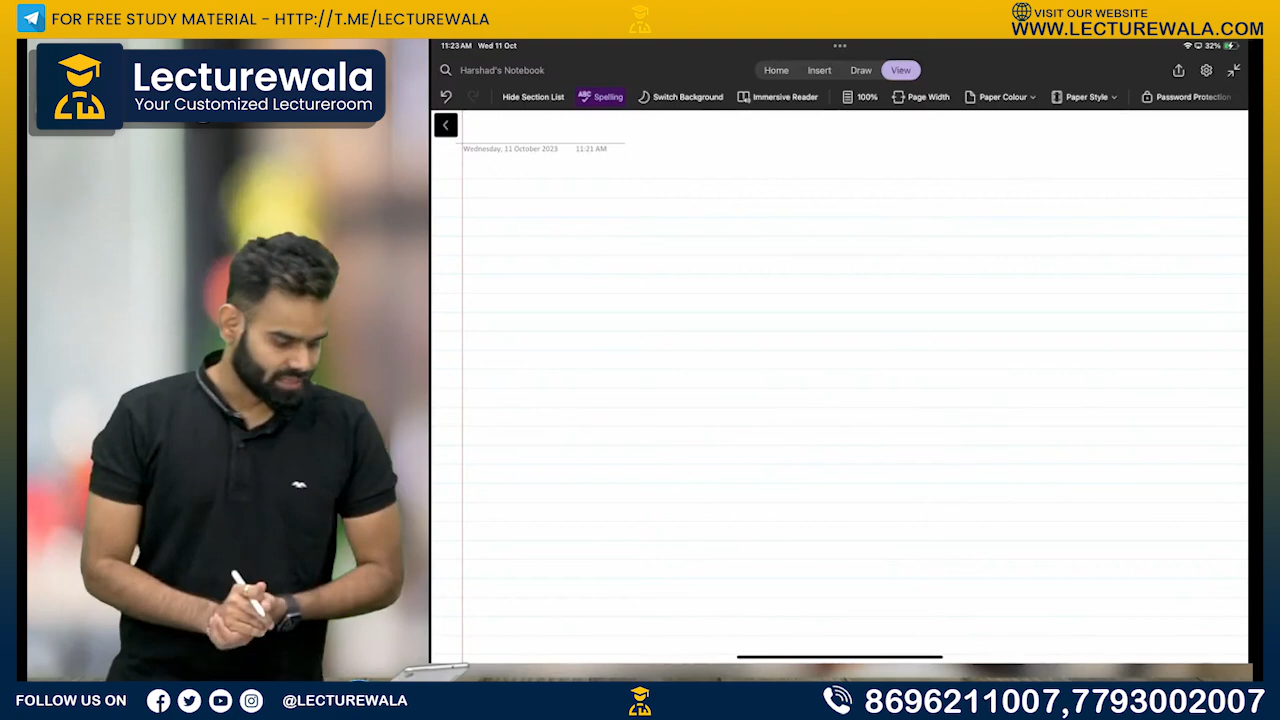 FOR FREE STUDY MATERIAL - HTTP://T.ME/LECTUREWALA
VISIT OUR WEBSITE
WWW.LECTUREWALA.COM
Lecturewala
Your Customized Lectureroom
11:23 AM Wed 11 Oct
32%
Harshad's Notebook
Home Insert Draw View
Hide Section List ABC Spelling Switch Background Immersive Reader 100% Page Width Paper Colour Paper Style Password Protection
Wednesday, 11 October 2023 11:21 AM
FOLLOW US ON @LECTUREWALA 8696211007,7793002007